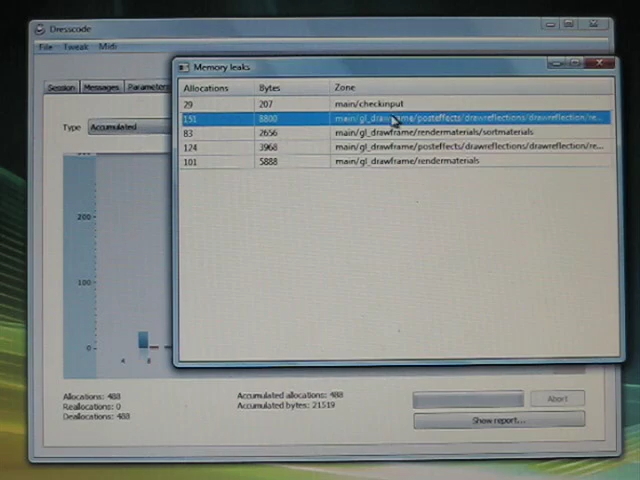 Dresscode
File Tweak Midi
Memory leaks
Session Messages Parameter
Allocations Bytes Zone
29 207 main/checkinput
151 8800 main/gl_drawframe/posteffects/drawreflections/drawreflection/re...
83 2656 main/gl_drawframe/rendermaterials/sortmaterials
124 3968 main/gl_drawframe/posteffects/drawreflections/drawreflection/re...
101 5888 main/gl_drawframe/rendermaterials
Type Accumulated
200
100
0
4 8
Allocations: 488
Reallocations: 0
Deallocations: 488
Accumulated allocations: 488
Accumulated bytes: 21519
Abort
Show report...